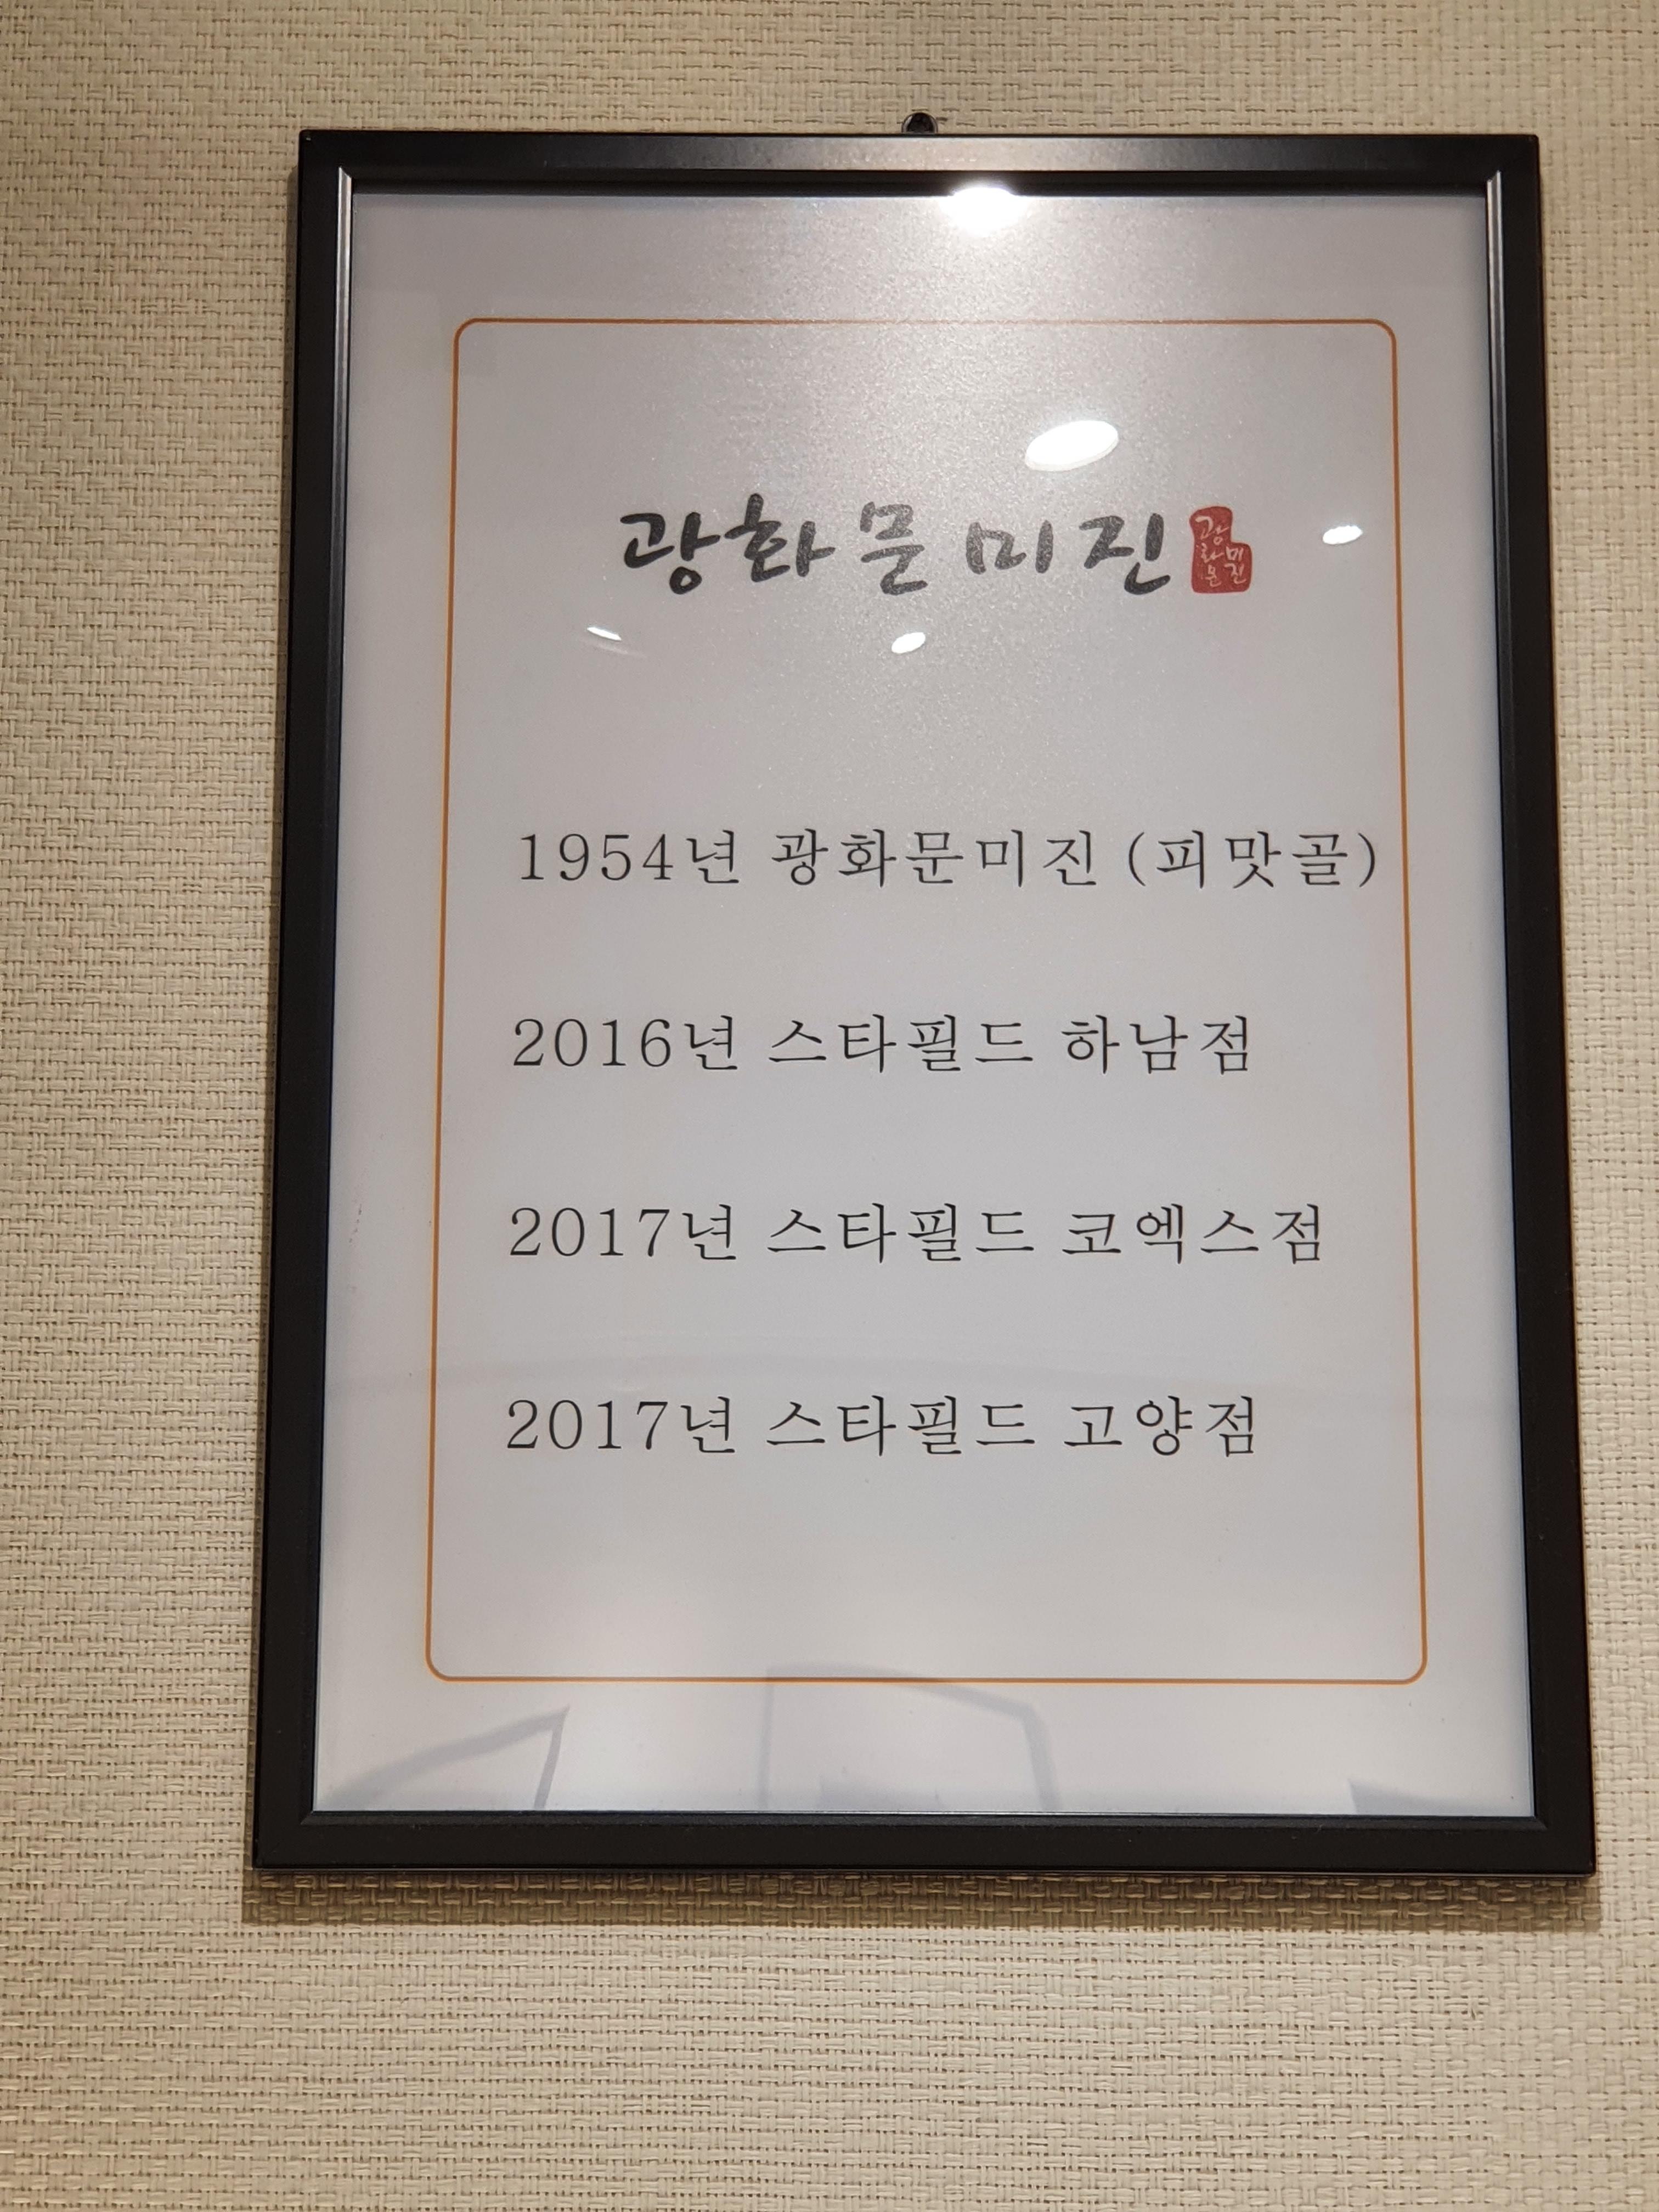 광화문미진 광화문미진
1954년 광화문미진 (피맛골)
2016년 스타필드 하남점
2017년 스타필드 코엑스점
2017년 스타필드 고양점